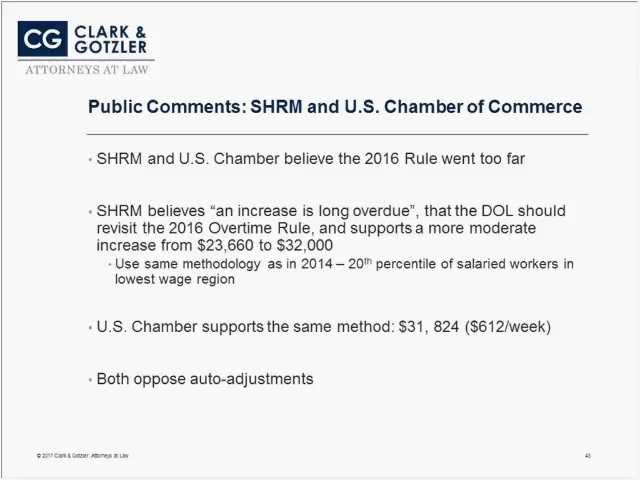 CG CLARK &
GOTZLER
ATTORNEYS AT LAW
Public Comments: SHRM and U.S. Chamber of Commerce
• SHRM and U.S. Chamber believe the 2016 Rule went too far
• SHRM believes “an increase is long overdue”, that the DOL should
revisit the 2016 Overtime Rule, and supports a more moderate
increase from $23,660 to $32,000
• Use same methodology as in 2014 – 20th percentile of salaried workers in
lowest wage region
• U.S. Chamber supports the same method: $31, 824 ($612/week)
• Both oppose auto-adjustments
© 2017 Clark & Gotzler, Attorneys at Law
43